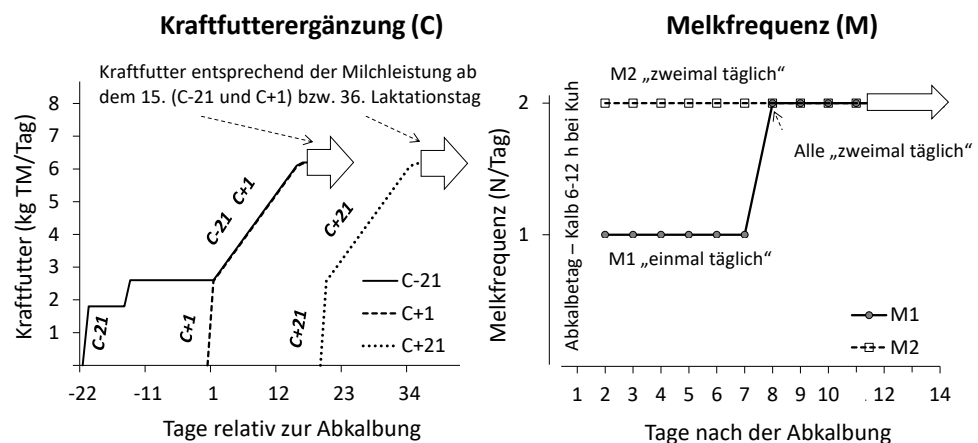 Kraftfutterergänzung (C)
Kraftfutter entsprechend der Milchleistung ab
dem 15. (C-21 und C+1) bzw. 36. Laktationstag
Kraftfutter (kg TM/Tag)
8
7
6
5
4
3
2
1
C-21
C+1
C-21 C+1
C+21
C+21
C-21
C+1
C+21
-22 -11 1 12 23 34
Tage relativ zur Abkalbung
Melkfrequenz (M)
M2 „zweimal täglich“
Alle „zweimal täglich“
M1 „einmal täglich“
Melkfrequenz (N/Tag)
2
1
Abkalbetag – Kalb 6-12 h bei Kuh
M1
M2
1 2 3 4 5 6 7 8 9 10 11 . 12 14
Tage nach der Abkalbung